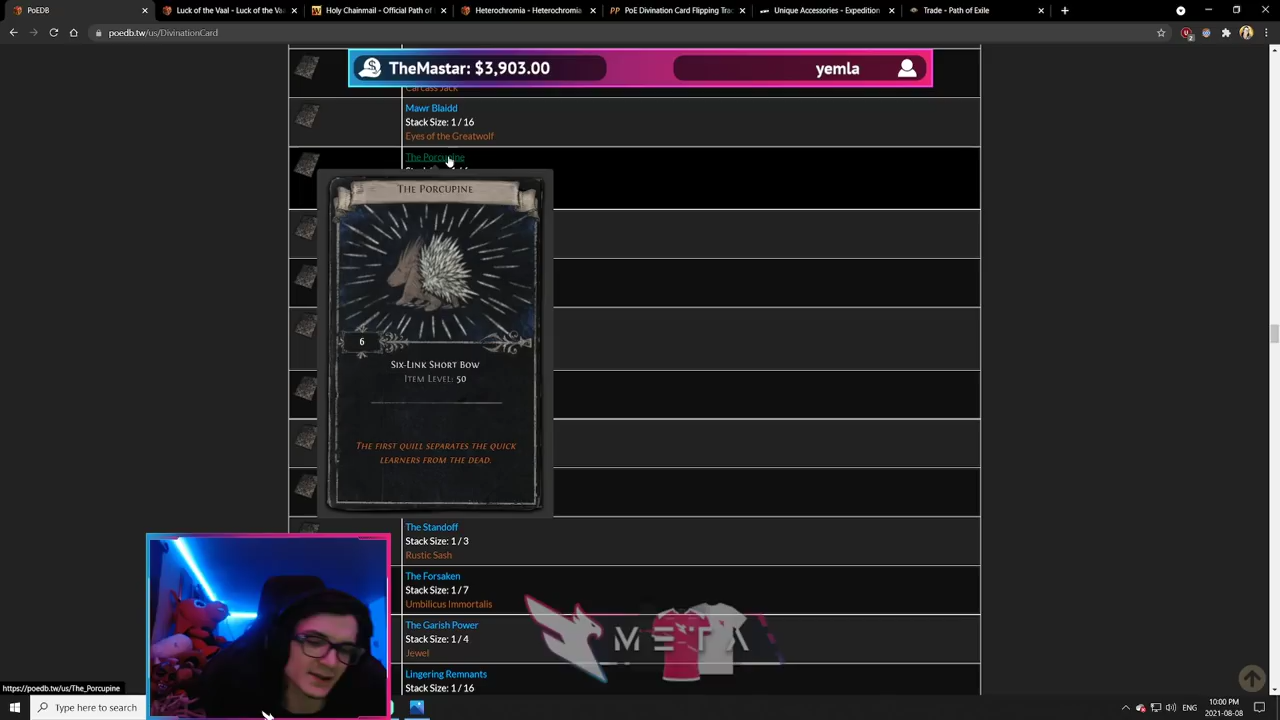 PoEDB
Luck of the Vaal - Luck of the Va
Holy Chainmail - Official Path of
Heterochromia - Heterochromia
PoE Divination Card Flipping Trac
Unique Accessories - Expedition
Trade - Path of Exile
poedb.tw/us/DivinationCard
TheMastar: $3,903.00
yemla
Carcass Jack
Mawr Blaidd
Stack Size: 1 / 16
Eyes of the Greatwolf
The Porcupine
THE PORCUPINE
6
SIX-LINK SHORT BOW
ITEM LEVEL: 50
THE FIRST QUILL SEPARATES THE QUICK
LEARNERS FROM THE DEAD.
The Standoff
Stack Size: 1 / 3
Rustic Sash
The Forsaken
Stack Size: 1 / 7
Umbilicus Immortalis
The Garish Power
Stack Size: 1 / 4
Jewel
META
Lingering Remnants
Stack Size: 1 / 16
https://poedb.tw/us/The_Porcupine
Type here to search
ENG
10:00 PM
2021-08-08